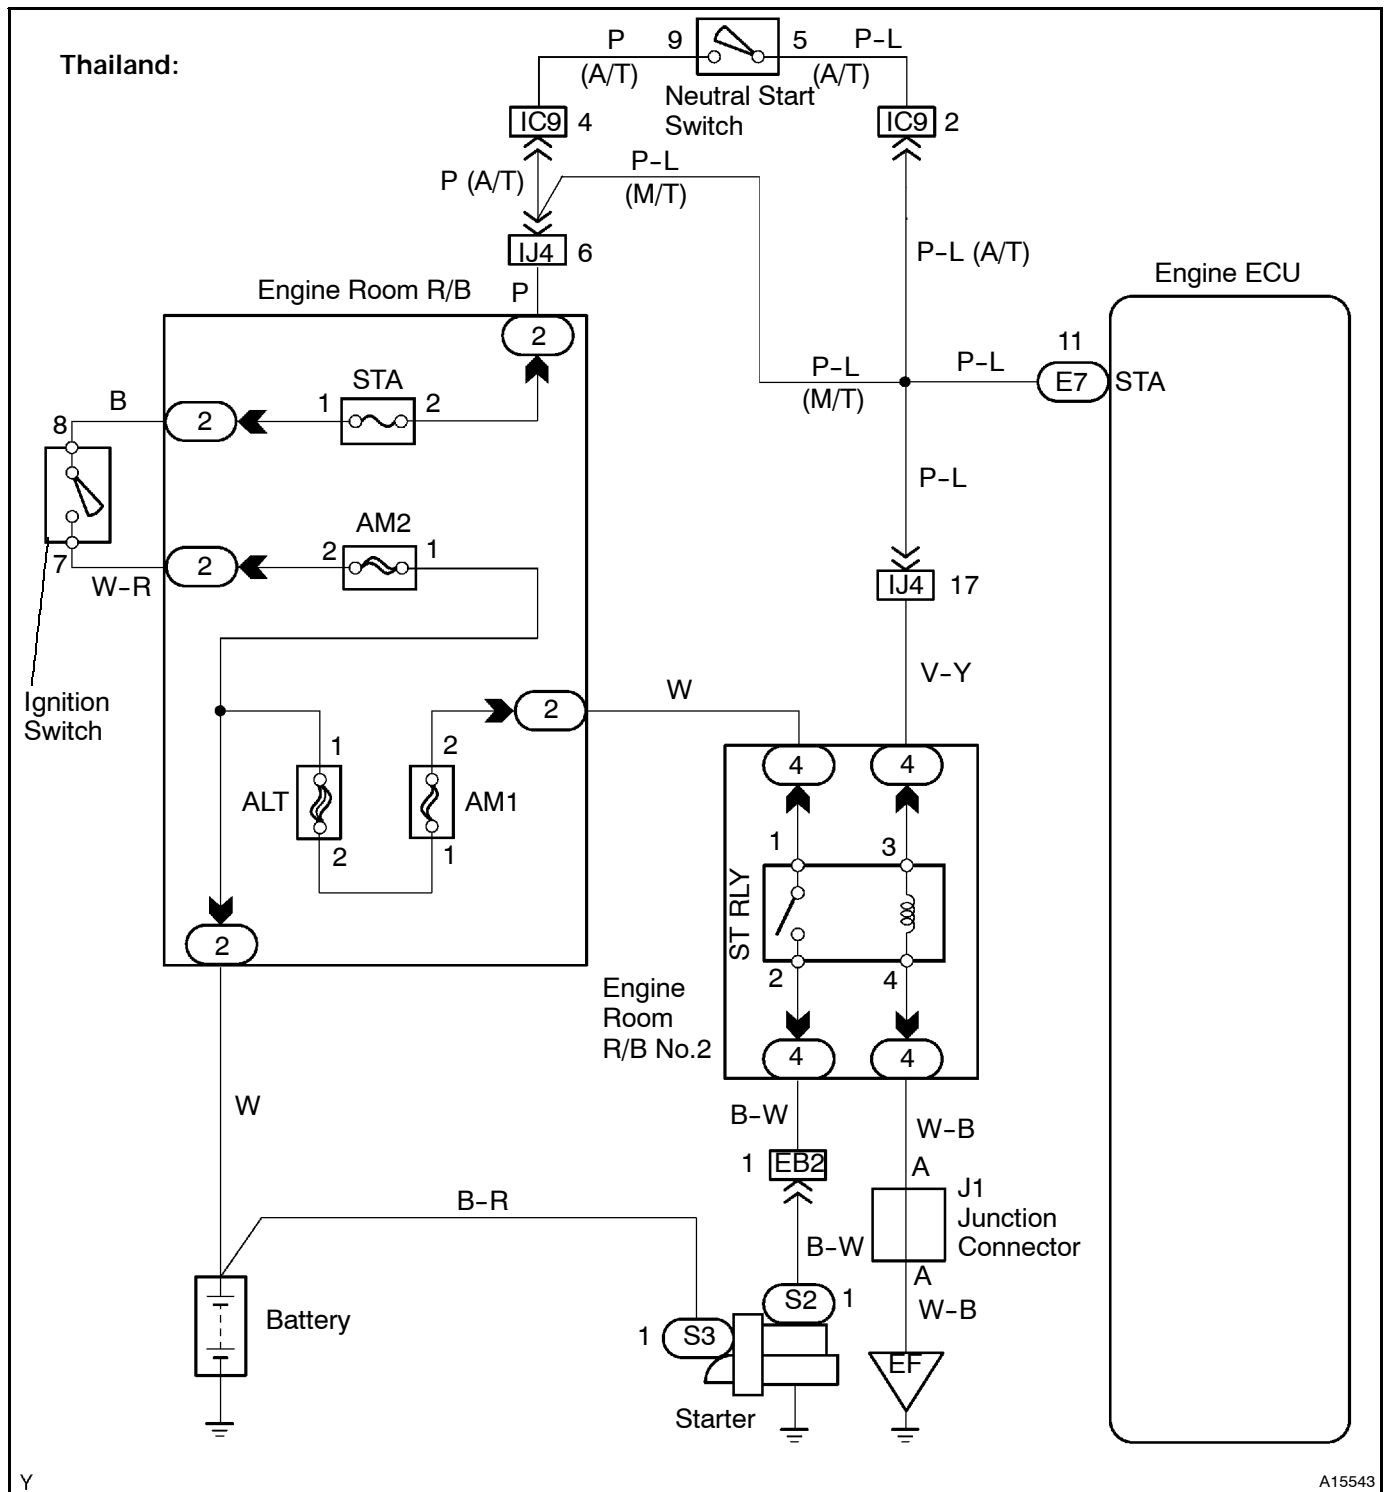 Thailand:
P
9
5
P-L
(A/T)
(A/T)
Neutral Start
Switch
IC9
4
IC9
2
P-L
(M/T)
P (A/T)
IJ4
6
P-L (A/T)
Engine ECU
Engine Room R/B
P
2
11
STA
P-L
(M/T)
P-L
E7
STA
B
1
2
8
2
P-L
AM2
2
1
7
2
W-R
IJ4
17
Ignition
Switch
V-Y
W
2
1
2
4
4
ALT
AM1
2
1
1
3
ST RLY
2
2
4
Engine
Room
R/B No.2
4
4
W
B-W
W-B
1
EB2
A
J1
Junction
Connector
B-R
B-W
A
W-B
S2
1
Battery
1
S3
EF
Starter
Y
A15543